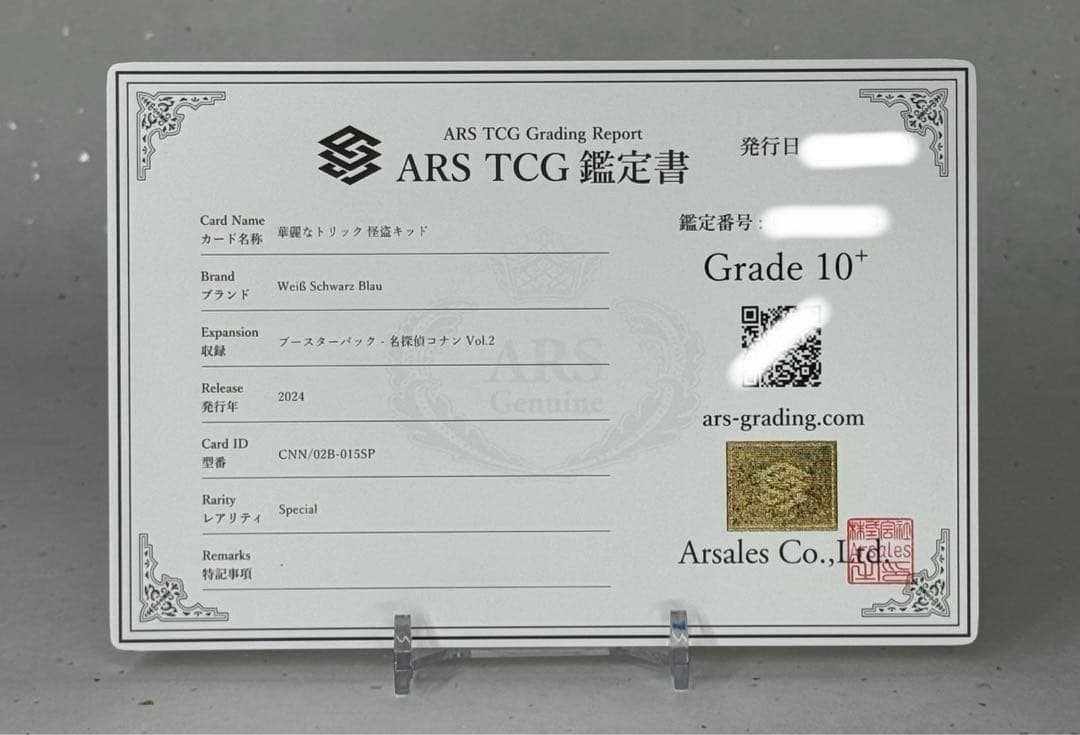 ARS TCG Grading Report
ARS TCG 鑑定書
発行日
Card Name
カード名称
華麗なトリック 怪盗キッド
Brand
ブランド
Weiß Schwarz Blau
Expansion
収録
ブースターパック - 名探偵コナン Vol.2
Release
発行年
2024
Card ID
型番
CNN/02B-015SP
Rarity
レアリティ
Special
Remarks
特記事項
ARS
Genuine
鑑定番号 :
Grade 10+
ars-grading.com
Arsales Co.,Ltd.
株式会社
Arsales